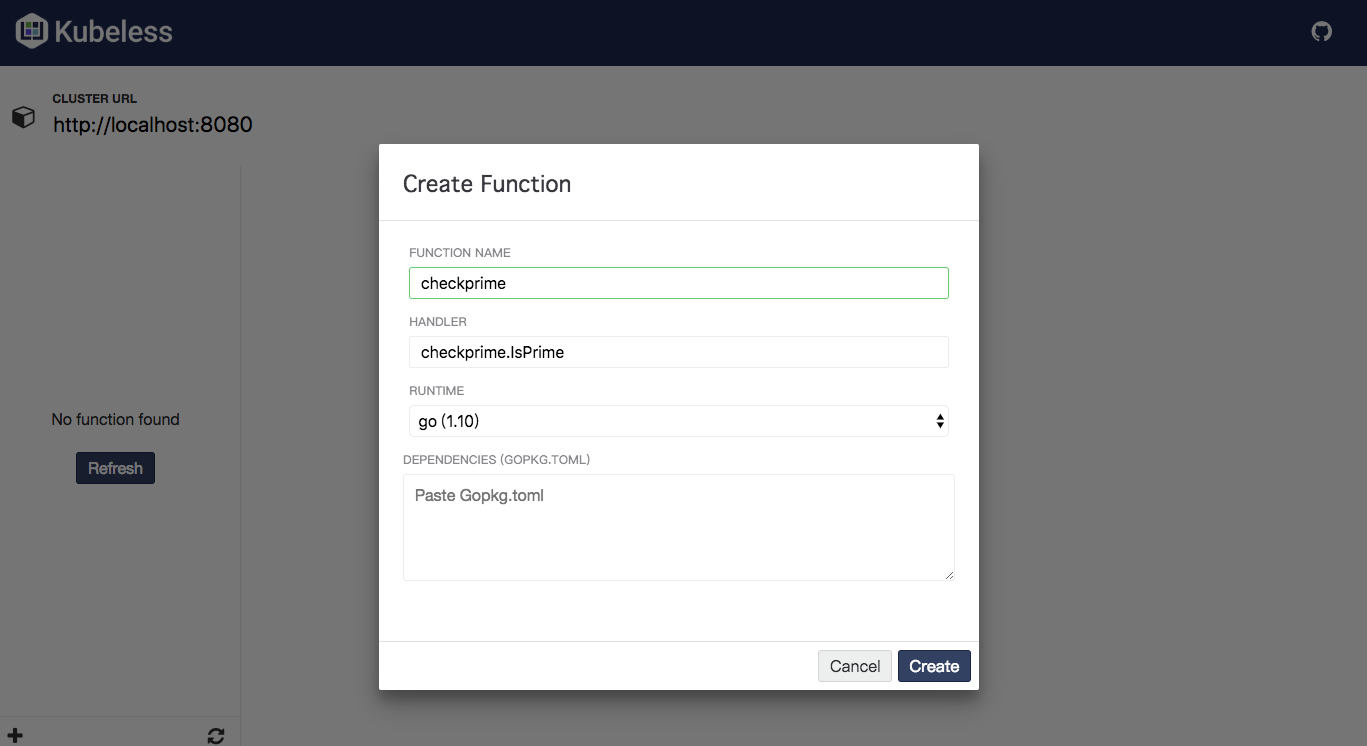 Kubeless
CLUSTER URL
http://localhost:8080
No function found
Refresh
Create Function
FUNCTION NAME
checkprime
HANDLER
checkprime.IsPrime
RUNTIME
go (1.10)
DEPENDENCIES (GOPKG.TOML)
Paste Gopkg.toml
Cancel
Create